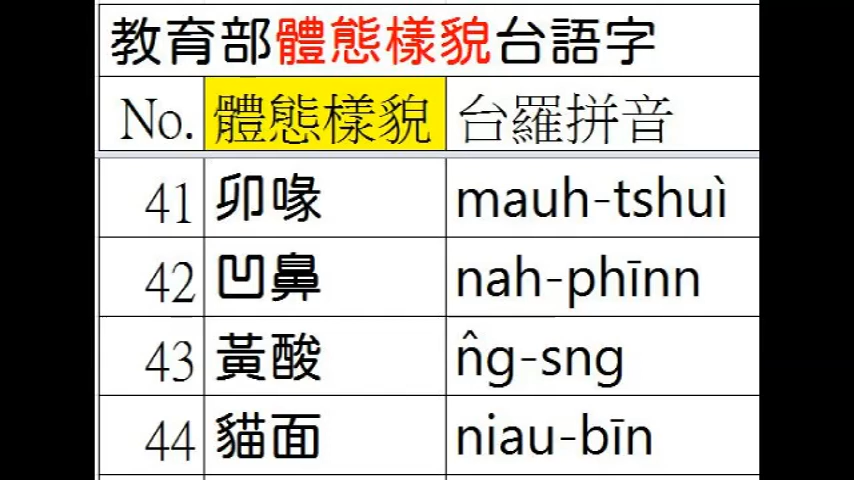 教育部體態樣貌台語字
No. 體態樣貌 台羅拼音
41 卯喙 mauh-tshuì
42 凹鼻 nah-phīnn
43 黃酸 n̂g-sng
44 貓面 niau-bīn